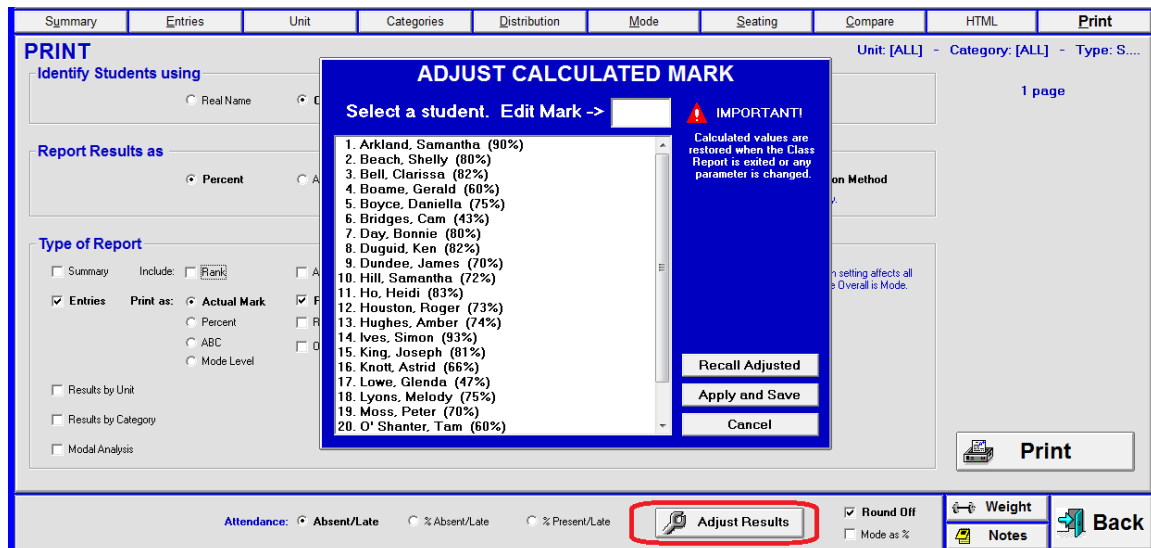 Summary Entries Unit Categories Distribution Mode Seating Compare HTML Print
PRINT
Unit: [ALL] - Category: [ALL] - Type: S....
1 page
Identify Students using
Real Name
Report Results as
Percent
on Method
Type of Report
Summary Include: Rank
n setting affects all
e Overall is Mode.
Entries Print as: Actual Mark
Percent
ABC
Mode Level
Results by Unit
Results by Category
Modal Analysis
ADJUST CALCULATED MARK
Select a student. Edit Mark ->
IMPORTANT!
Calculated values are
restored when the Class
Report is exited or any
parameter is changed.
1. Arkland, Samantha (90%)
2. Beach, Shelly (80%)
3. Bell, Clarissa (82%)
4. Boame, Gerald (60%)
5. Boyce, Daniella (75%)
6. Bridges, Cam (43%)
7. Day, Bonnie (80%)
8. Duguid, Ken (82%)
9. Dundee, James (70%)
10. Hill, Samantha (72%)
11. Ho, Heidi (83%)
12. Houston, Roger (73%)
13. Hughes, Amber (74%)
14. Ives, Simon (93%)
15. King, Joseph (81%)
16. Knott, Astrid (66%)
17. Lowe, Glenda (47%)
18. Lyons, Melody (75%)
19. Moss, Peter (70%)
20. O' Shanter, Tam (60%)
Recall Adjusted
Apply and Save
Cancel
Print
Attendance: Absent/Late % Absent/Late % Present/Late
Adjust Results
Round Off
Mode as %
Weight
Notes
Back